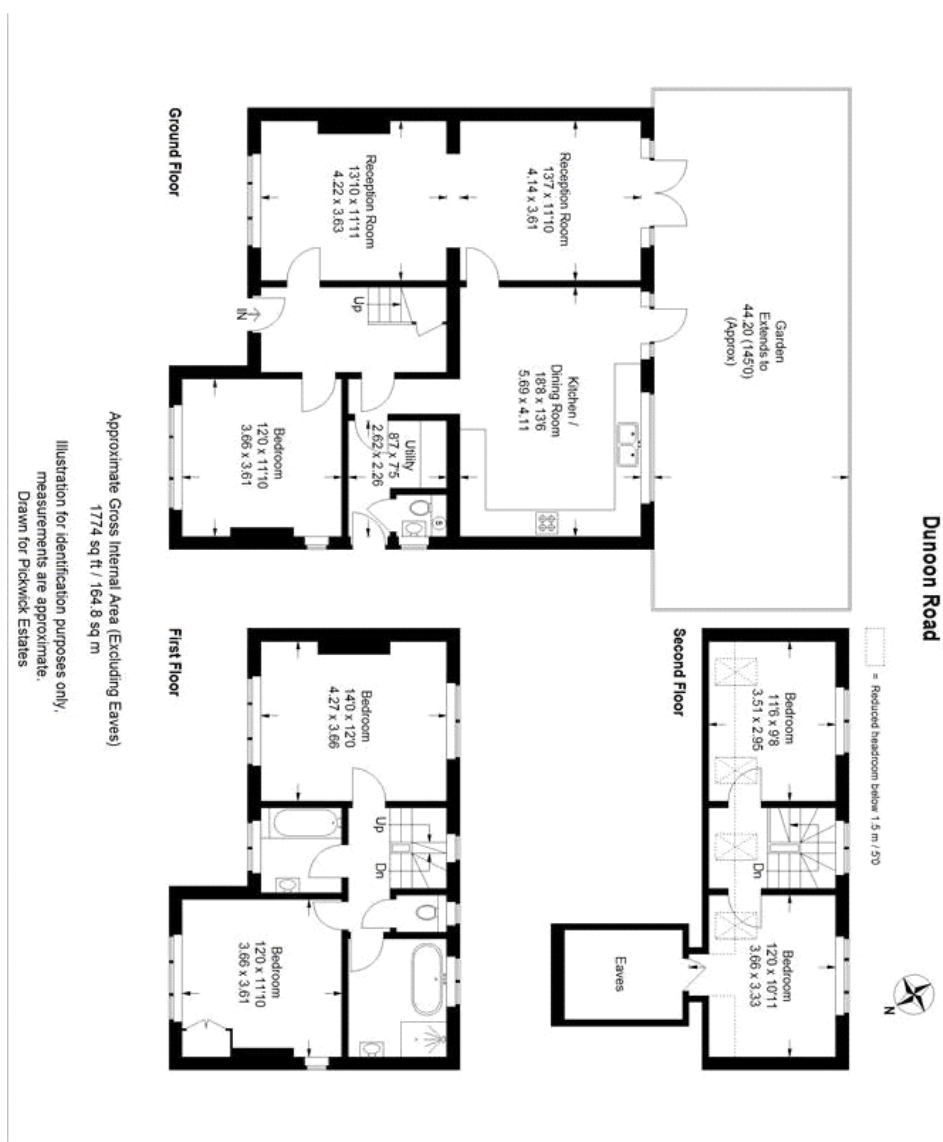 Dunoon Road
= Reduced headroom below 1.5 m / 5'0
N
Garden
Extends to
44.20 (145'0)
(Approx)
Reception Room
13'7 x 11'10
4.14 x 3.61
Kitchen /
Dining Room
18'8 x 13'6
5.69 x 4.11
Reception Room
13'10 x 11'11
4.22 x 3.63
Up
Utility
8'7 x 7'5
2.62 x 2.26
B
IN
Bedroom
12'0 x 11'10
3.66 x 3.61
Ground Floor
Bedroom
11'6 x 9'8
3.51 x 2.95
Dn
Bedroom
12'0 x 10'11
3.66 x 3.33
Eaves
Second Floor
Bedroom
14'0 x 12'0
4.27 x 3.66
Up
Dn
Bedroom
12'0 x 11'10
3.66 x 3.61
First Floor
Approximate Gross Internal Area (Excluding Eaves)
1774 sq ft / 164.8 sq m
Illustration for identification purposes only,
measurements are approximate.
Drawn for Pickwick Estates